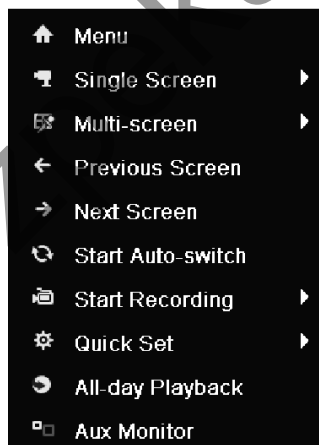 Menu
Single Screen
Multi-screen
Previous Screen
Next Screen
Start Auto-switch
Start Recording
Quick Set
All-day Playback
Aux Monitor